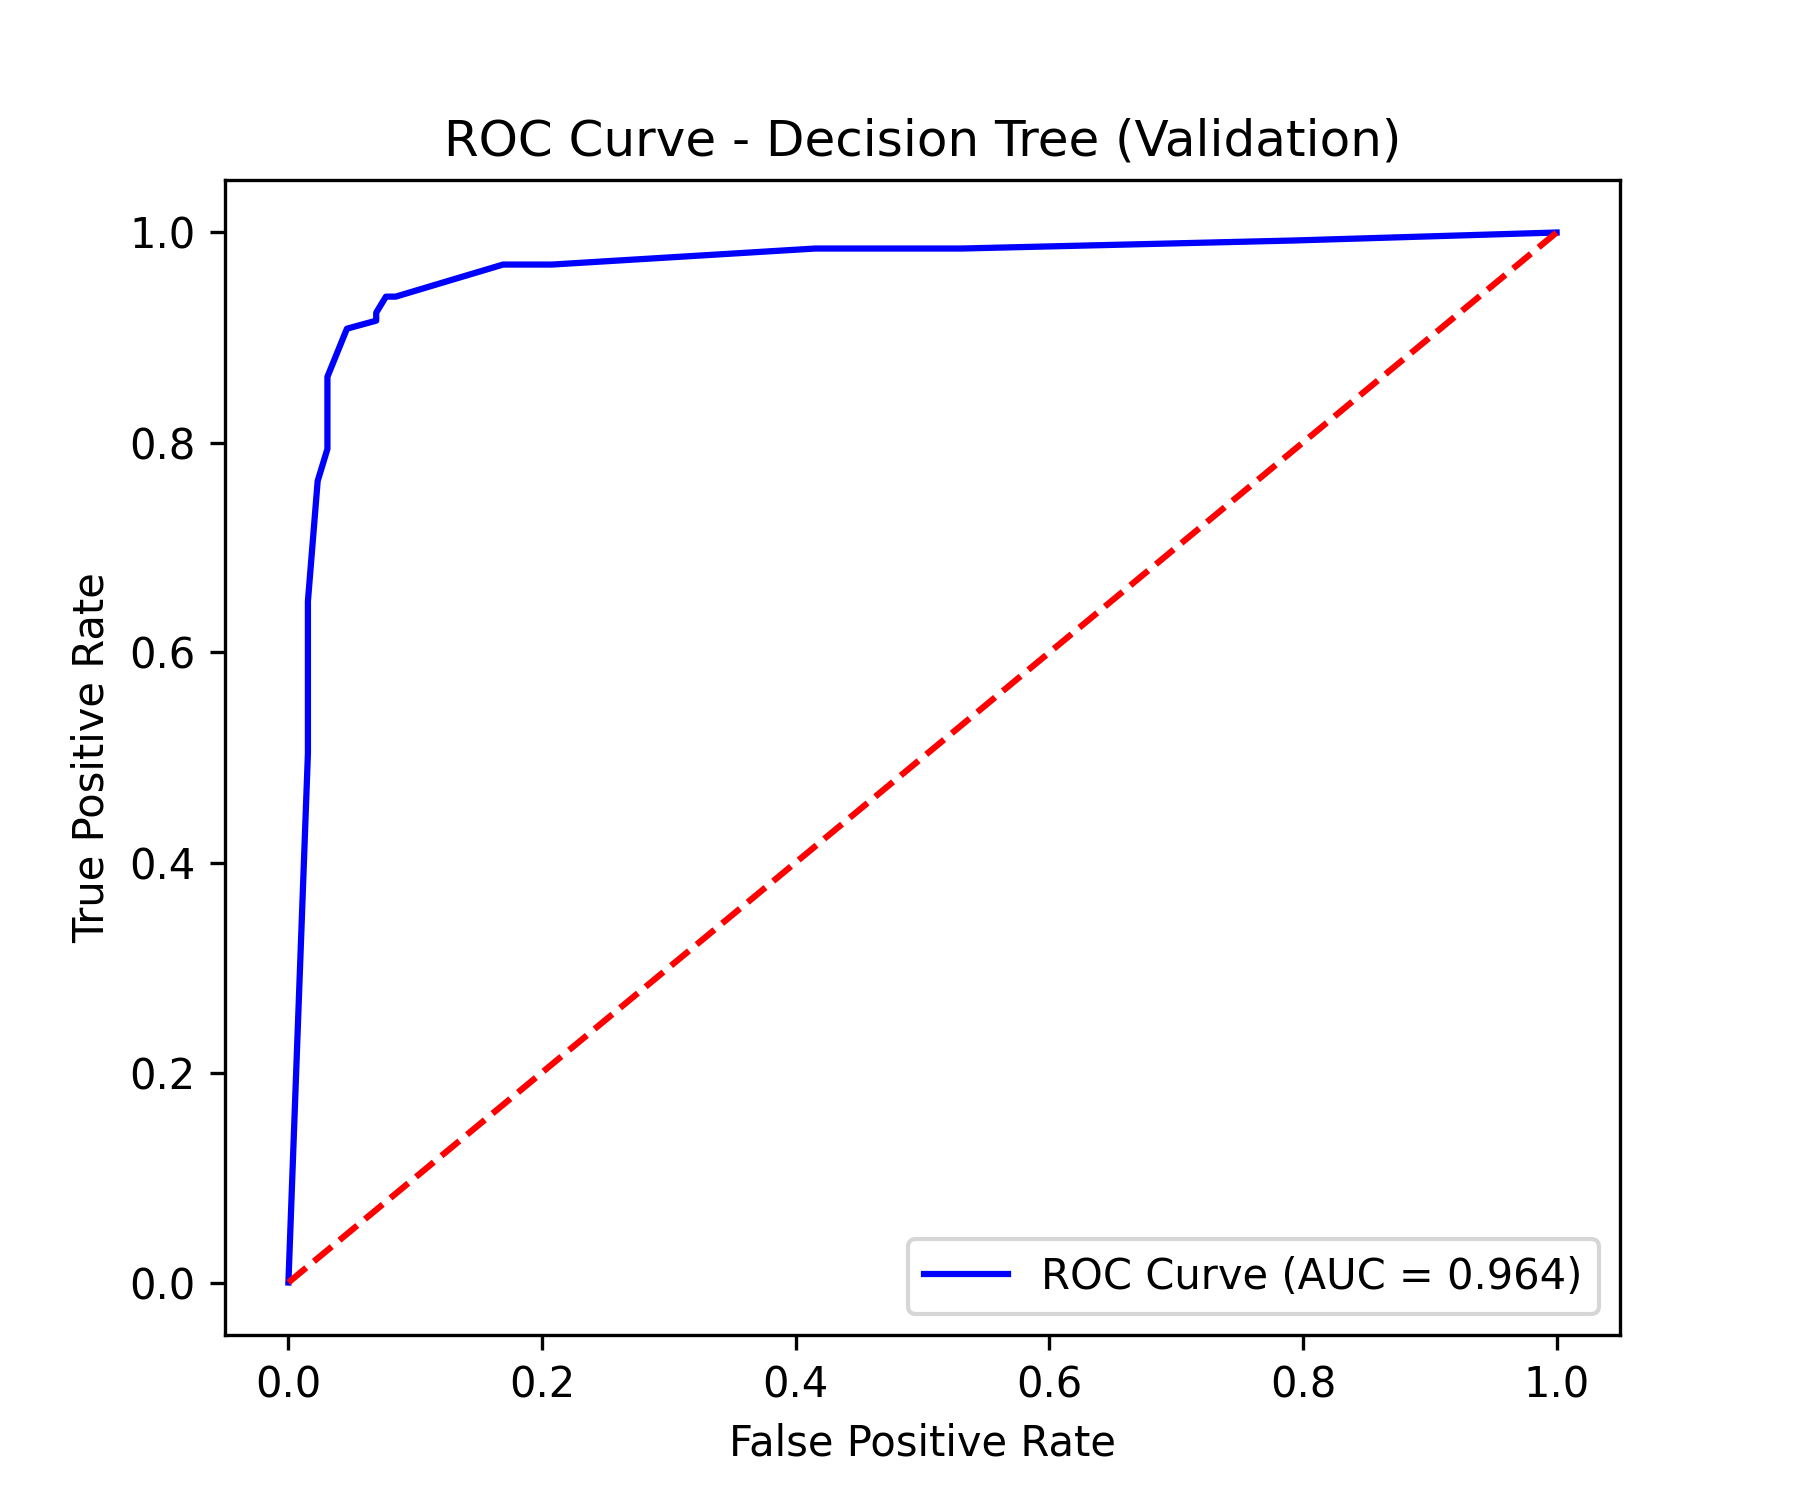 ROC Curve - Decision Tree (Validation)
True Positive Rate
1.0
0.8
0.6
0.4
0.2
0.0
ROC Curve (AUC = 0.964)
0.0 0.2 0.4 0.6 0.8 1.0
False Positive Rate